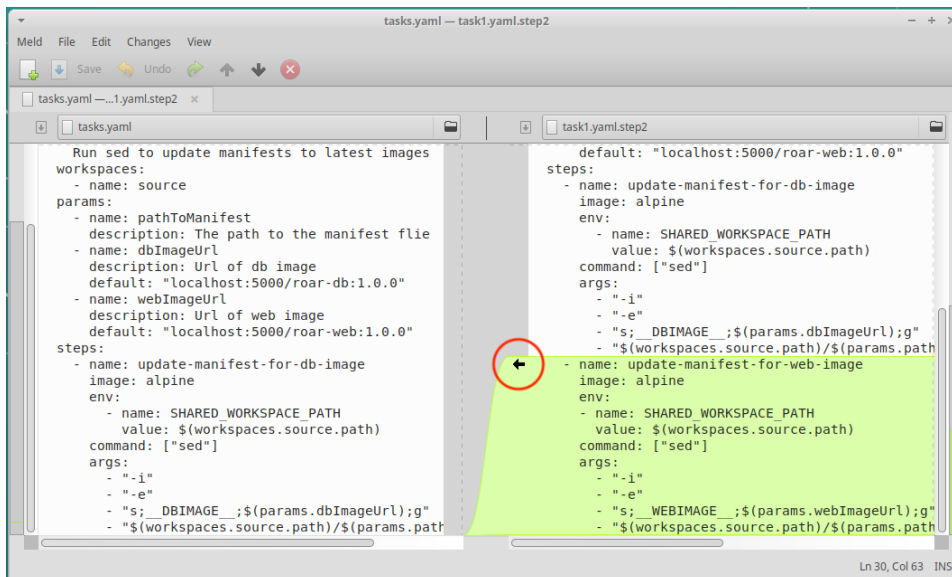 tasks.yaml — task1.yaml.step2
Meld File Edit Changes View
Save Undo
tasks.yaml —...1.yaml.step2 ×
tasks.yaml
task1.yaml.step2
Run sed to update manifests to latest images
workspaces:
- name: source
params:
- name: pathToManifest
description: The path to the manifest flie
- name: dbImageUrl
description: Url of db image
default: "localhost:5000/roar-db:1.0.0"
- name: webImageUrl
description: Url of web image
default: "localhost:5000/roar-web:1.0.0"
steps:
- name: update-manifest-for-db-image
image: alpine
env:
- name: SHARED_WORKSPACE_PATH
value: $(workspaces.source.path)
command: ["sed"]
args:
- "-i"
- "-e"
- "s;__DBIMAGE__;$(params.dbImageUrl);g"
- "$(workspaces.source.path)/$(params.path
default: "localhost:5000/roar-web:1.0.0"
steps:
- name: update-manifest-for-db-image
image: alpine
env:
- name: SHARED_WORKSPACE_PATH
value: $(workspaces.source.path)
command: ["sed"]
args:
- "-i"
- "-e"
- "s;__DBIMAGE__;$(params.dbImageUrl);g"
- "$(workspaces.source.path)/$(params.path
- name: update-manifest-for-web-image
image: alpine
env:
- name: SHARED_WORKSPACE_PATH
value: $(workspaces.source.path)
command: ["sed"]
args:
- "-i"
- "-e"
- "s;__WEBIMAGE__;$(params.webImageUrl);g"
- "$(workspaces.source.path)/$(params.path
Ln 30, Col 63 INS